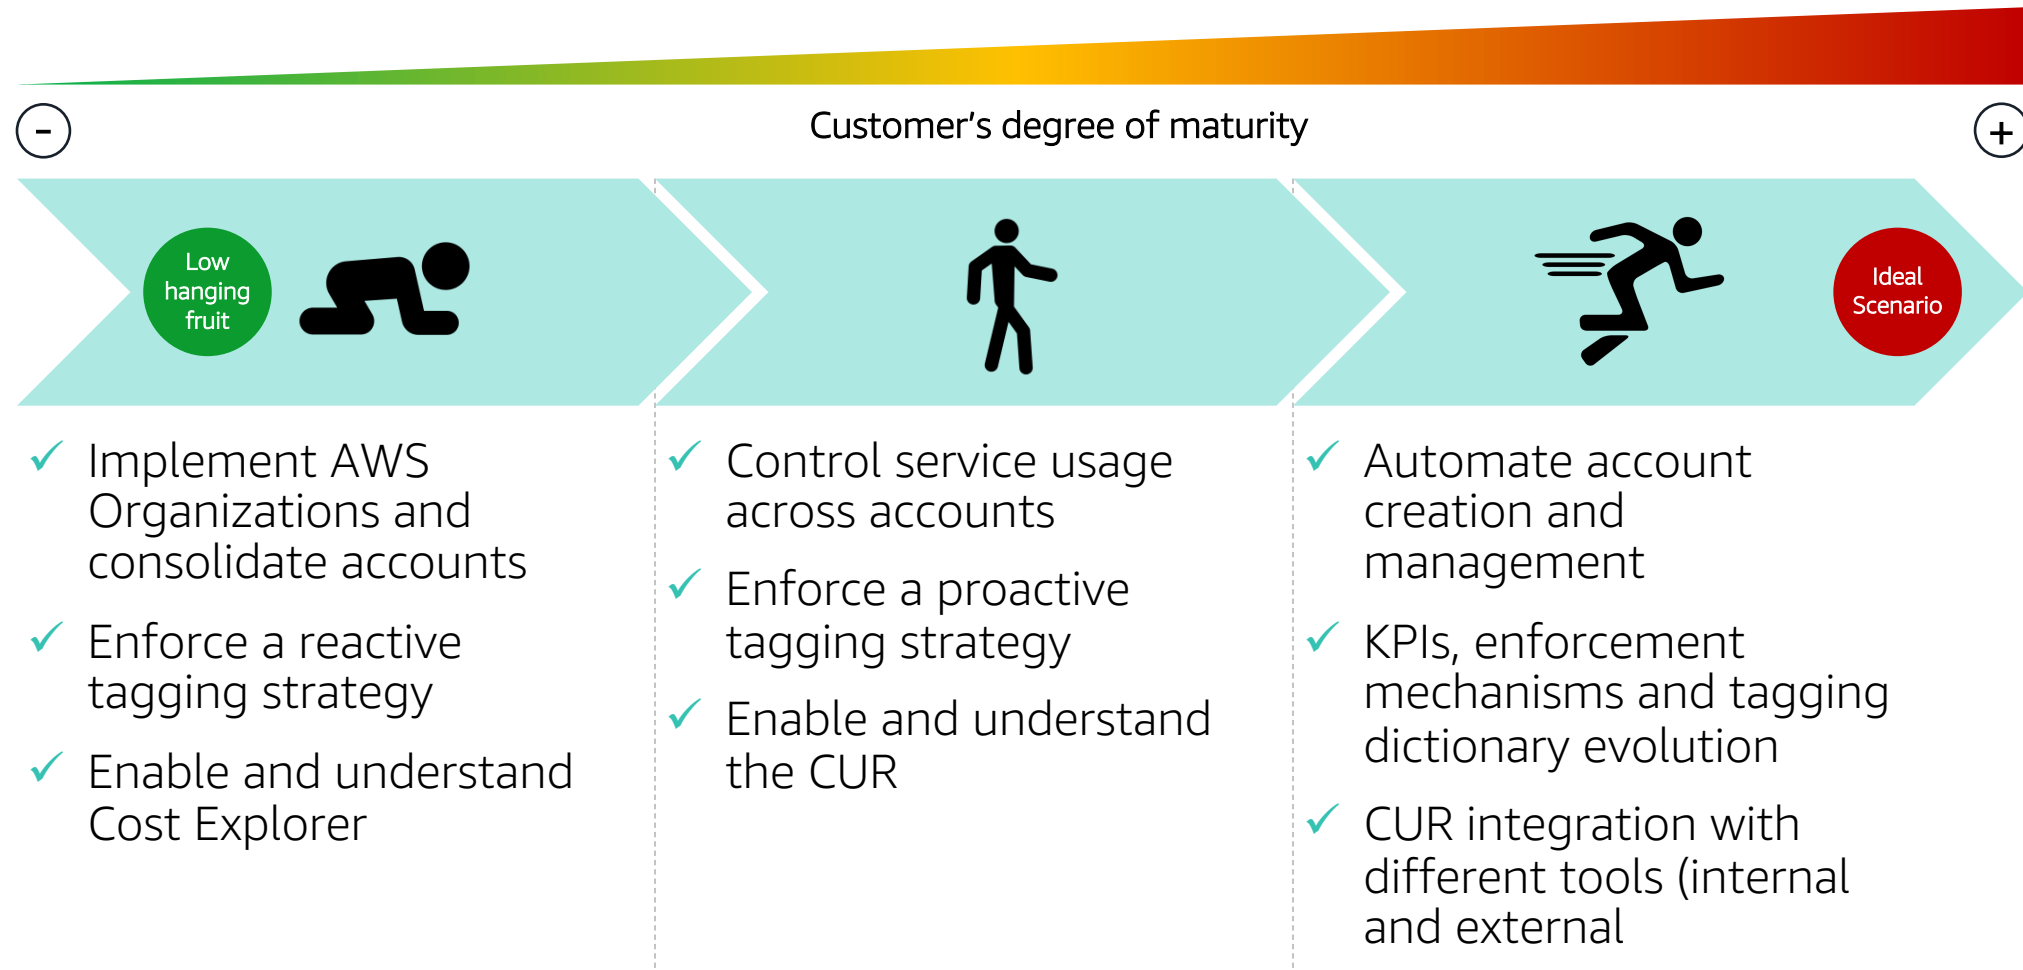 -
Customer’s degree of maturity
+
Low
hanging
fruit
Ideal
Scenario
✓ Implement AWS
Organizations and
consolidate accounts
✓ Enforce a reactive
tagging strategy
✓ Enable and understand
Cost Explorer
✓ Control service usage
across accounts
✓ Enforce a proactive
tagging strategy
✓ Enable and understand
the CUR
✓ Automate account
creation and
management
✓ KPIs, enforcement
mechanisms and tagging
dictionary evolution
✓ CUR integration with
different tools (internal
and external